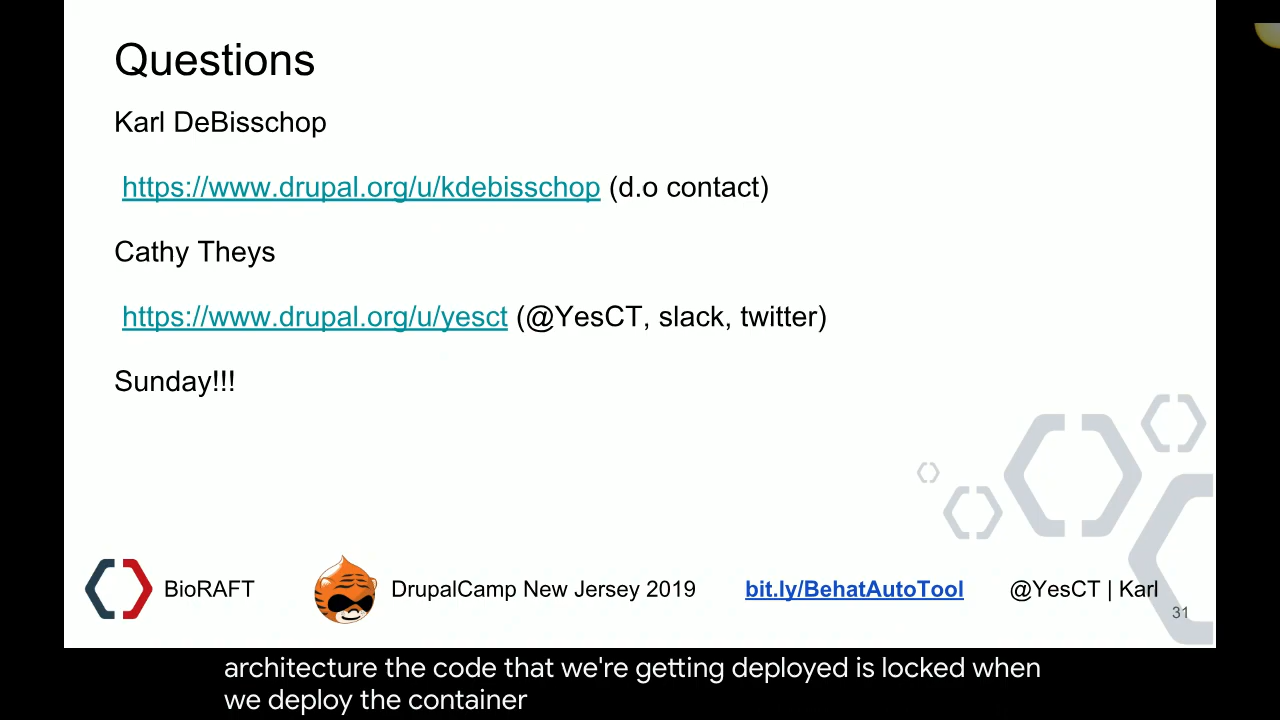 Questions
Karl DeBisschop
https://www.drupal.org/u/kdebisschop (d.o contact)
Cathy Theys
https://www.drupal.org/u/yesct (@YesCT, slack, twitter)
Sunday!!!
BioRAFT DrupalCamp New Jersey 2019 bit.ly/BehatAutoTool @YesCT | Karl
31
architecture the code that we're getting deployed is locked when
we deploy the container